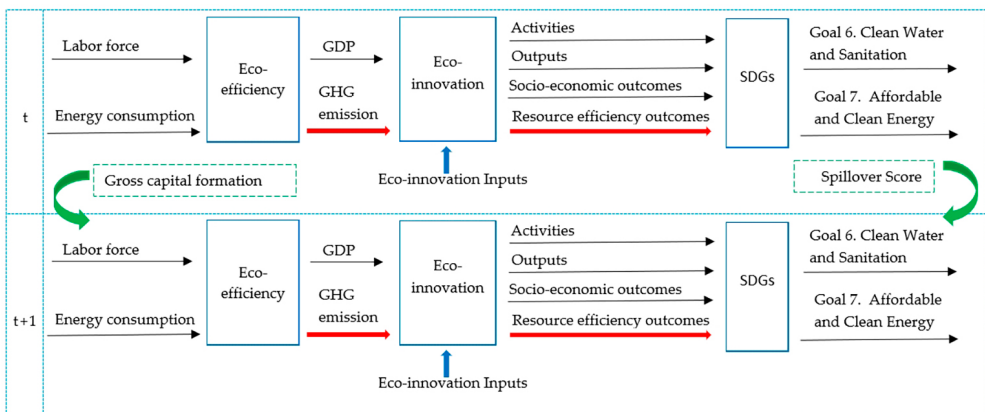 t
Labor force
Energy consumption
Eco-
efficiency
GDP
GHG
emission
Eco-
innovation
Eco-innovation Inputs
Activities
Outputs
Socio-economic outcomes
Resource efficiency outcomes
SDGs
Goal 6. Clean Water
and Sanitation
Goal 7. Affordable
and Clean Energy
Gross capital formation
Spillover Score
t+1
Labor force
Energy consumption
Eco-
efficiency
GDP
GHG
emission
Eco-
innovation
Eco-innovation Inputs
Activities
Outputs
Socio-economic outcomes
Resource efficiency outcomes
SDGs
Goal 6. Clean Water
and Sanitation
Goal 7. Affordable
and Clean Energy